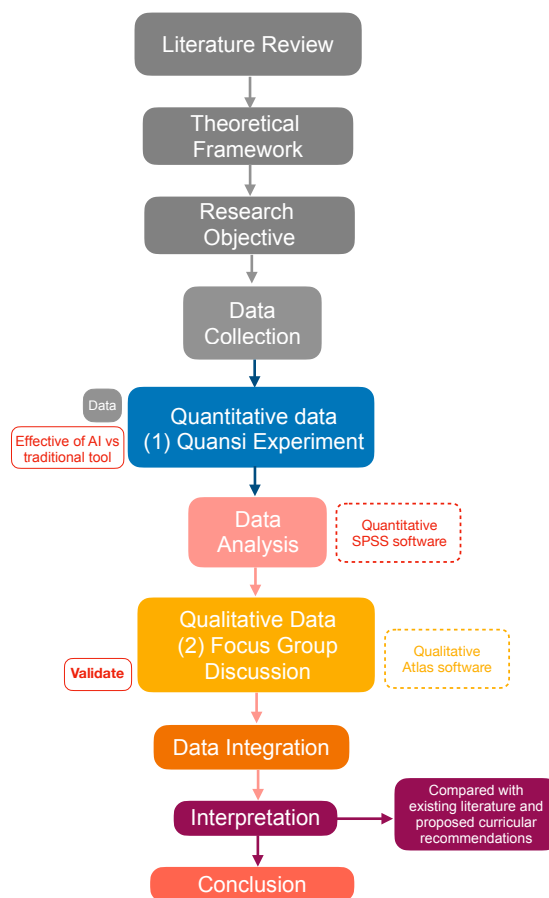 Literature Review
Theoretical
Framework
Research
Objective
Data
Collection
Data
Effective of AI vs
traditional tool
Quantitative data
(1) Quansi Experiment
Data
Analysis
Quantitative
SPSS software
Qualitative Data
(2) Focus Group
Discussion
Validate
Qualitative
Atlas software
Data Integration
Interpretation
Compared with
existing literature and
proposed curricular
recommendations
Conclusion